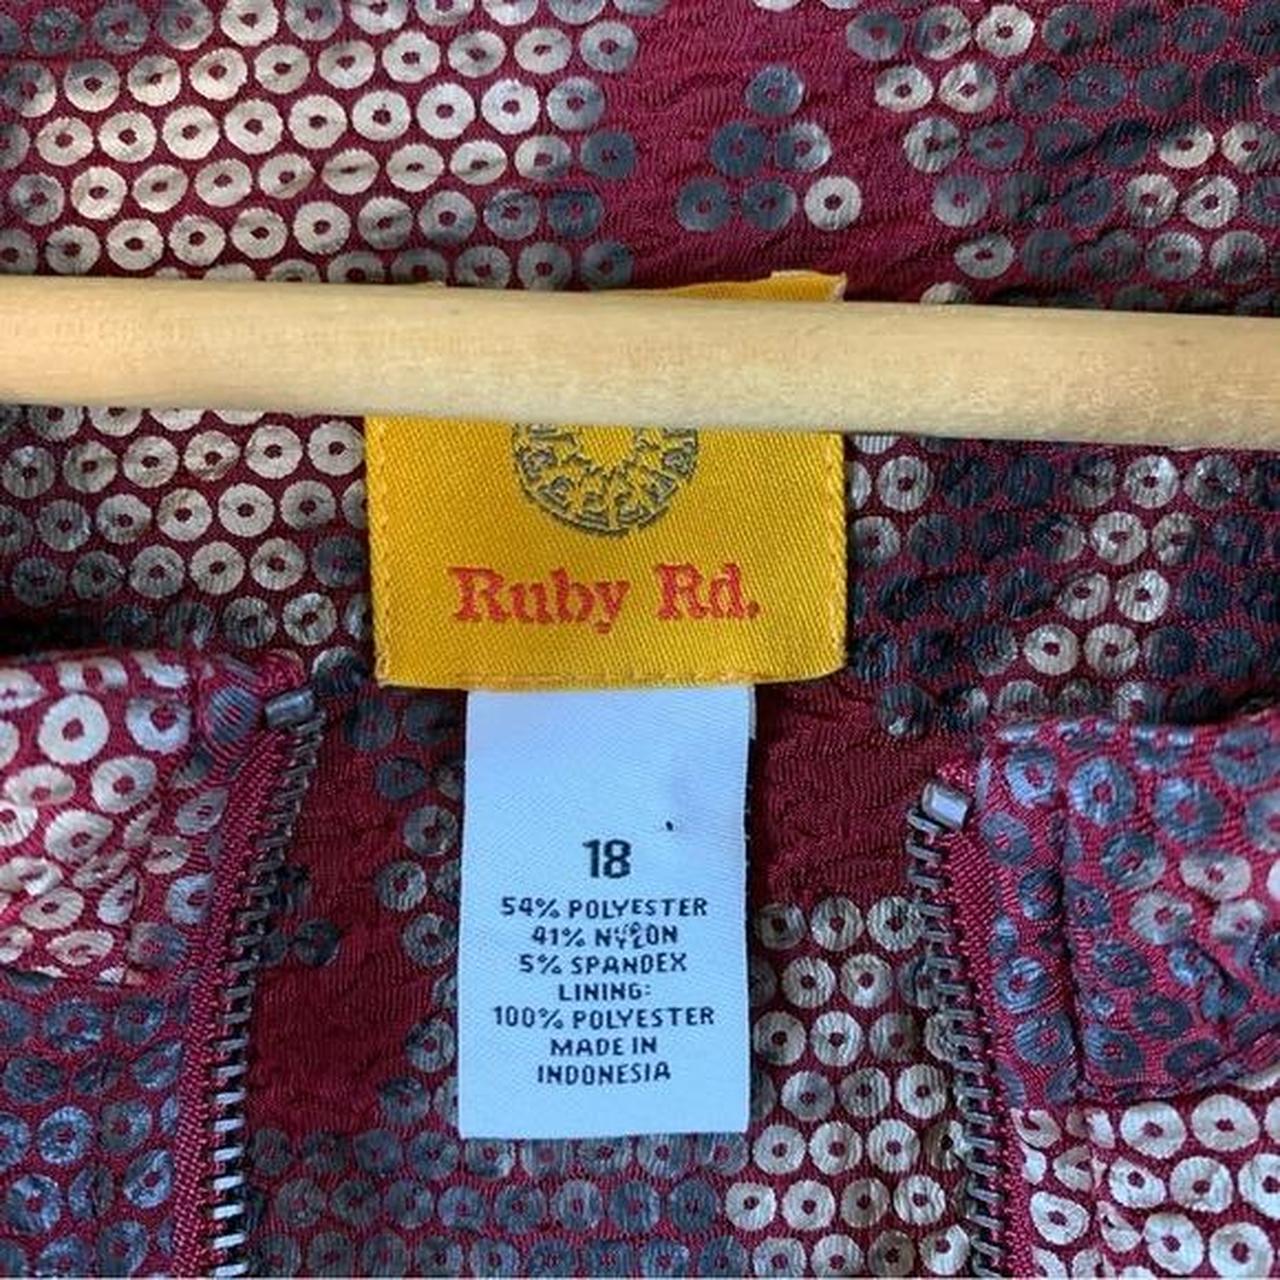 Ruby Rd.
18
54% POLYESTER
41% NYLON
5% SPANDEX
LINING:
100% POLYESTER
MADE IN
INDONESIA